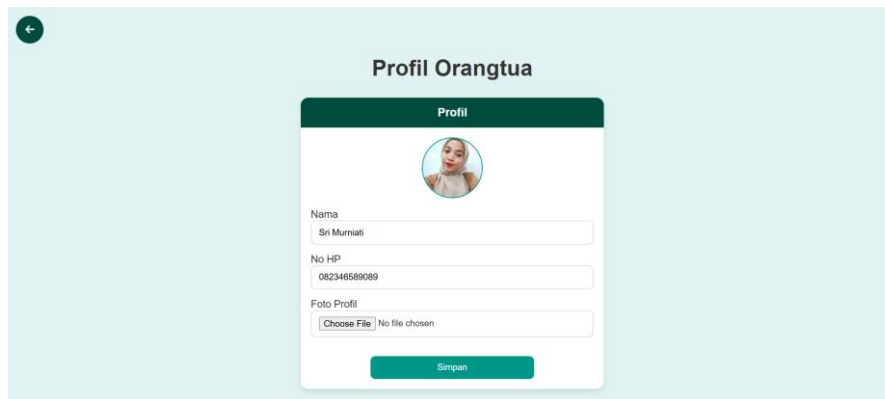 Profil Orangtua
Profil
Nama
Sri Murniati
No HP
082346589089
Foto Profil
Choose File No file chosen
Simpan